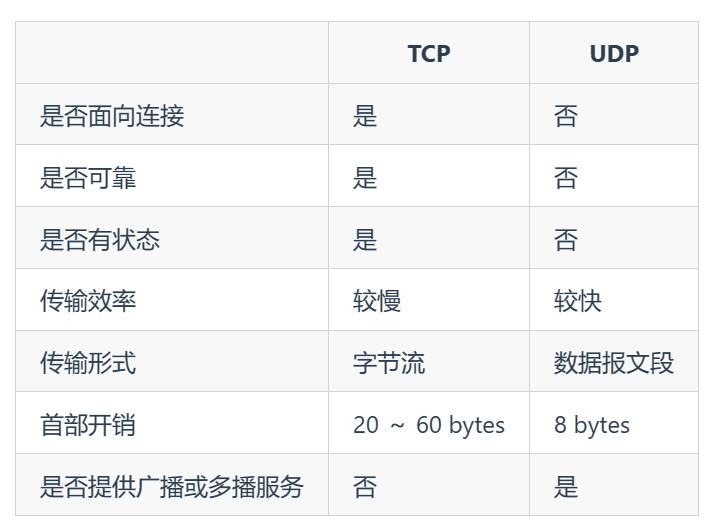 TCP UDP
是否面向连接 是 否
是否可靠 是 否
是否有状态 是 否
传输效率 较慢 较快
传输形式 字节流 数据报文段
首部开销 20 ～ 60 bytes 8 bytes
是否提供广播或多播服务 否 是